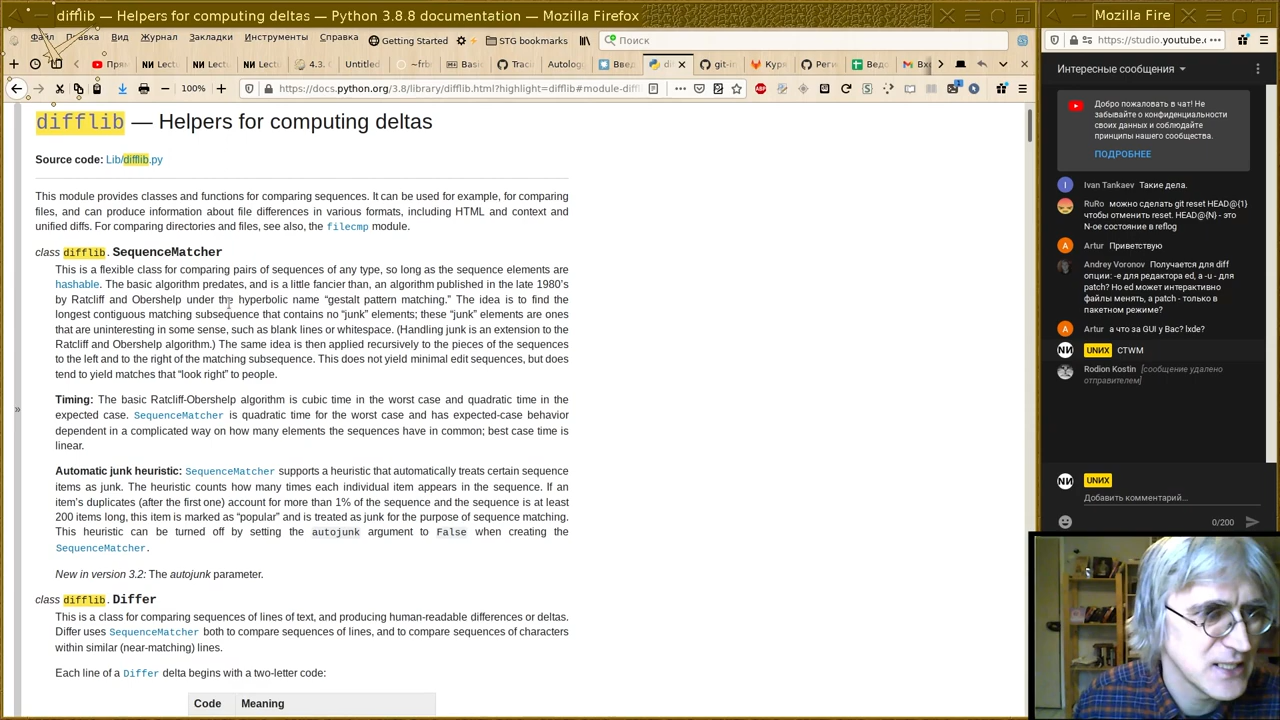 difflib — Helpers for computing deltas — Python 3.8.8 documentation — Mozilla Firefox
Файл Правка Вид Журнал Закладки Инструменты Справка
Getting Started
STG bookmarks
Поиск
Пря
Lectu
Lectu
Lectu
4.3. C
Untitled
~/frb
Basic
Traci
Autolog
Введ
di
git-in
Куря
Реги
Ведо
Вхо
100%
https://docs.python.org/3.8/library/difflib.html?highlight=difflib#module-diffl
difflib — Helpers for computing deltas
Source code: Lib/difflib.py
This module provides classes and functions for comparing sequences. It can be used for example, for comparing
files, and can produce information about file differences in various formats, including HTML and context and
unified diffs. For comparing directories and files, see also, the filecmp module.
class difflib.SequenceMatcher
This is a flexible class for comparing pairs of sequences of any type, so long as the sequence elements are
hashable. The basic algorithm predates, and is a little fancier than, an algorithm published in the late 1980's
by Ratcliff and Obershelp under the hyperbolic name “gestalt pattern matching.” The idea is to find the
longest contiguous matching subsequence that contains no “junk” elements; these “junk” elements are ones
that are uninteresting in some sense, such as blank lines or whitespace. (Handling junk is an extension to the
Ratcliff and Obershelp algorithm.) The same idea is then applied recursively to the pieces of the sequences
to the left and to the right of the matching subsequence. This does not yield minimal edit sequences, but does
tend to yield matches that “look right” to people.
Timing: The basic Ratcliff-Obershelp algorithm is cubic time in the worst case and quadratic time in the
expected case. SequenceMatcher is quadratic time for the worst case and has expected-case behavior
dependent in a complicated way on how many elements the sequences have in common; best case time is
linear.
Automatic junk heuristic: SequenceMatcher supports a heuristic that automatically treats certain sequence
items as junk. The heuristic counts how many times each individual item appears in the sequence. If an
item's duplicates (after the first one) account for more than 1% of the sequence and the sequence is at least
200 items long, this item is marked as “popular” and is treated as junk for the purpose of sequence matching.
This heuristic can be turned off by setting the autojunk argument to False when creating the
SequenceMatcher.
New in version 3.2: The autojunk parameter.
class difflib.Differ
This is a class for comparing sequences of lines of text, and producing human-readable differences or deltas.
Differ uses SequenceMatcher both to compare sequences of lines, and to compare sequences of characters
within similar (near-matching) lines.
Each line of a Differ delta begins with a two-letter code:
Code Meaning
Mozilla Fire
https://studio.youtube.c
Интересные сообщения
Добро пожаловать в чат! Не
забывайте о конфиденциальности
своих данных и соблюдайте
принципы нашего сообщества.
ПОДРОБНЕЕ
Ivan Tankaev Такие дела.
RuRo можно сделать git reset HEAD@{1}
чтобы отменить reset. HEAD@{N} - это
N-ое состояние в reflog
Artur Приветствую
Andrey Voronov Получается для diff
опции: -e для редактора ed, а -u - для
patch? Но ed может интерактивно
файлы менять, а patch - только в
пакетном режиме?
Artur а что за GUI у Вас? lxde?
UNИX CTWM
Rodion Kostin [сообщение удалено
отправителем]
UNИX
Добавить комментарий...
0/200